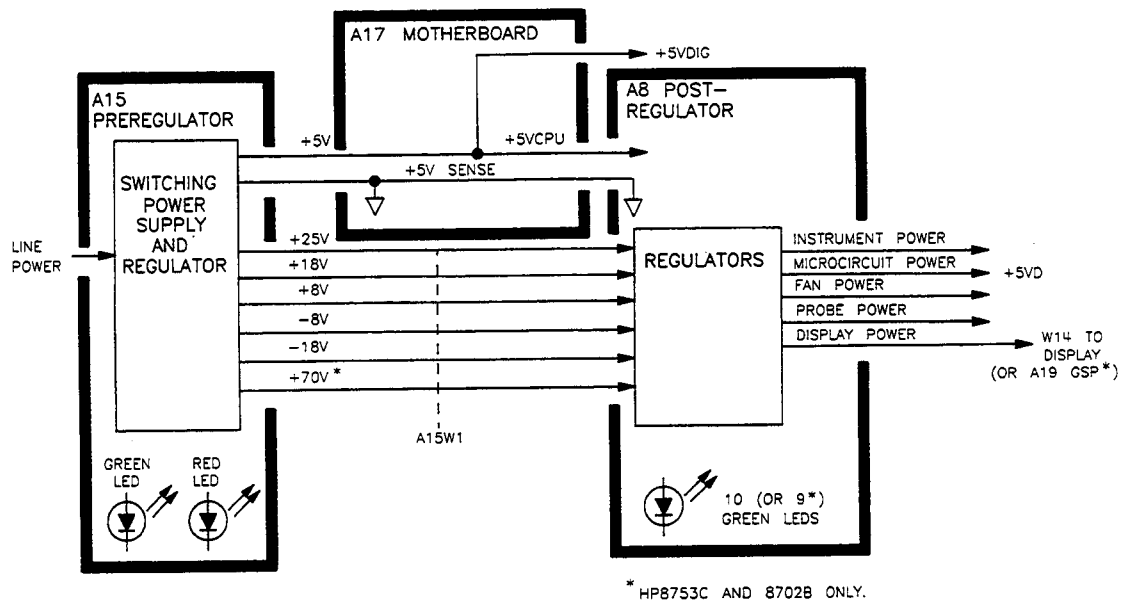 A17 MOTHERBOARD
+5VDIG
A15
PREREGULATOR
A8 POST-
REGULATOR
+5V
+5VCPU
+5V SENSE
SWITCHING
POWER
SUPPLY
AND
REGULATOR
LINE
POWER
+25V
+18V
+8V
-8V
-18V
+70V*
A15W1
REGULATORS
INSTRUMENT POWER
MICROCIRCUIT POWER
+5VD
FAN POWER
PROBE POWER
DISPLAY POWER
W14 TO
DISPLAY
(OR A19 GSP*)
GREEN
LED
RED
LED
10 (OR 9*)
GREEN LEDS
* HP8753C AND 8702B ONLY.